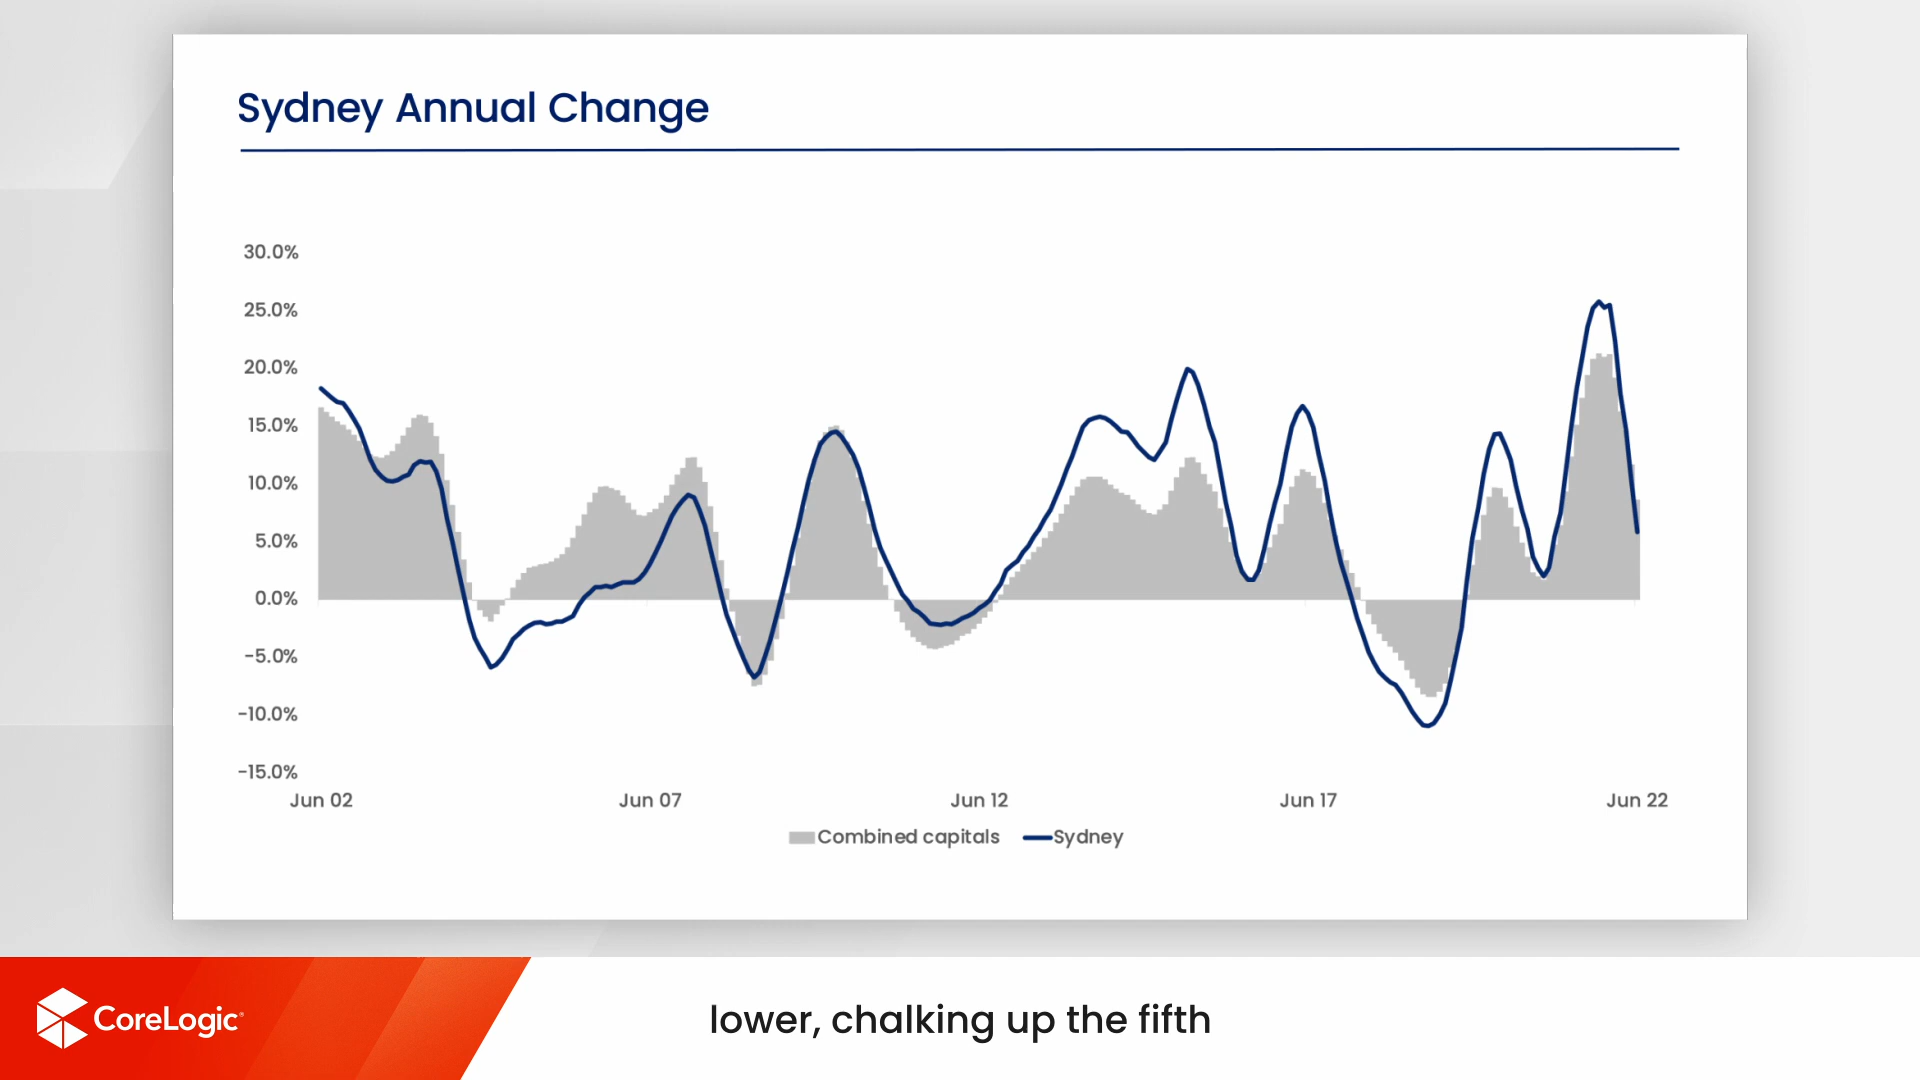 Sydney Annual Change
30.0%
25.0%
20.0%
15.0%
10.0%
5.0%
0.0%
-5.0%
-10.0%
-15.0%
Jun 02 Jun 07 Jun 12 Jun 17 Jun 22
Combined capitals Sydney
CoreLogic
lower, chalking up the fifth